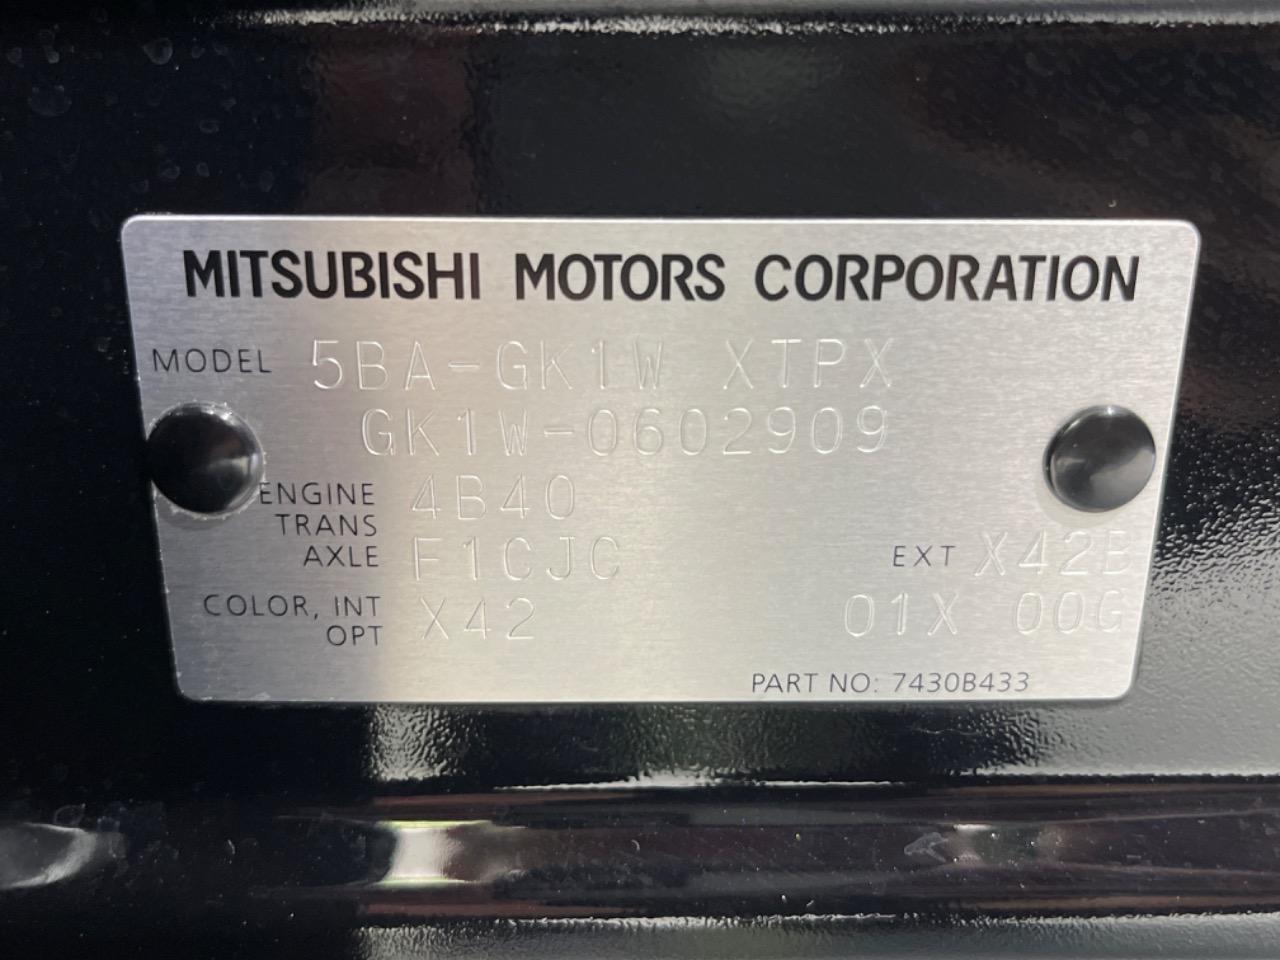 MITSUBISHI MOTORS CORPORATION
MODEL 5BA-GK1W XTPX
GK1W-0602909
ENGINE 4B40
TRANS
AXLE F1CJC EXT X42B
COLOR, INT X42 01X 00G
OPT
PART NO: 7430B433